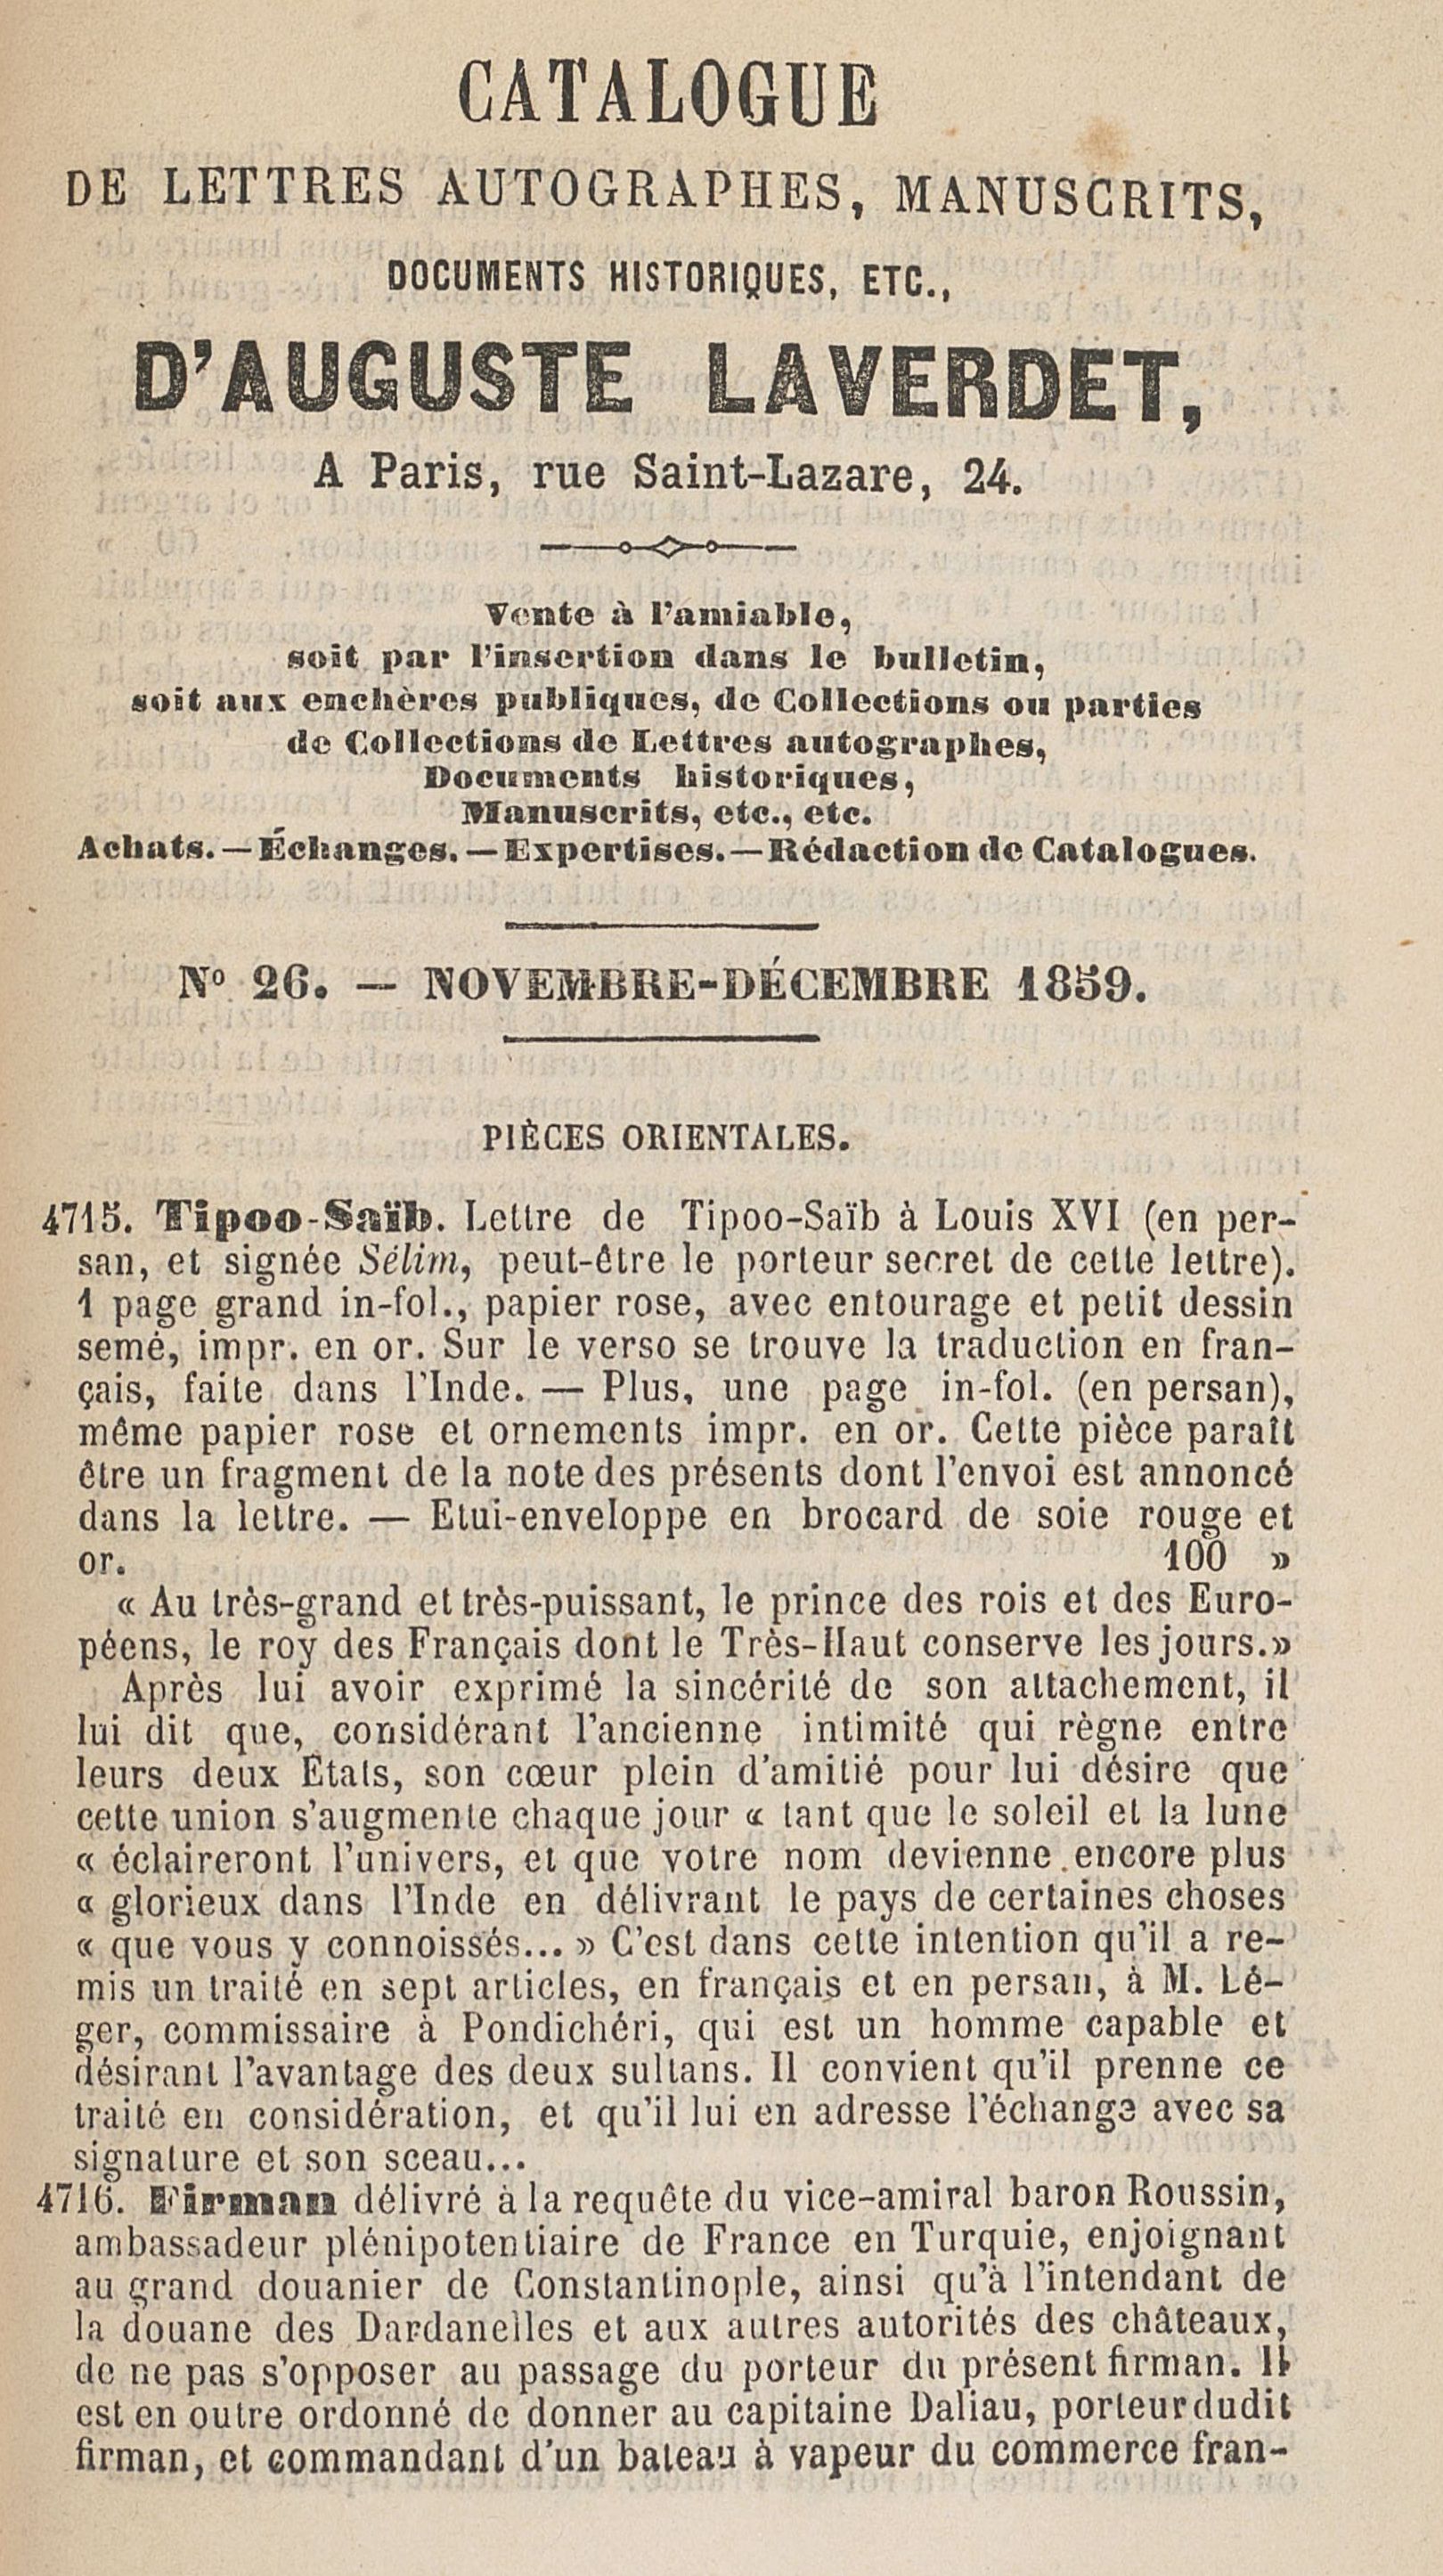 CATALOGUE
DE LETTRES AUTOGRAPHES, MANUSCRITS,
DOCUMENTS HISTORIQUES, ETC.,
D'AUGUSTE LAVERDET,
A Paris, rue Saint-Lazare, 24.
Vente à l'amiable,
soit par l'insertion dans le bulletin,
soit aux enchères publiques, de Collections ou parties
de Collections de Lettres autographes,
Documents historiques,
Manuscrits, etc., etc.
Achats. — Échanges. — Expertises. — Rédaction de Catalogues.
Nº 26. — NOVEMBRE-DÉCEMBRE 1859.
PIÈCES ORIENTALES.
4715. Tipoo-Saïb. Lettre de Tipoo-Saïb à Louis XVI (en per-
san, et signée Sélim, peut-être le porteur secret de cette lettre).
1 page grand in-fol., papier rose, avec entourage et petit dessin
semé, impr. en or. Sur le verso se trouve la traduction en fran-
çais, faite dans l'Inde. — Plus, une page in-fol. (en persan),
même papier rose et ornements impr. en or. Cette pièce paraît
être un fragment de la note des présents dont l'envoi est annoncé
dans la lettre. — Etui-enveloppe en brocard de soie rouge et
or. 100 »
« Au très-grand et très-puissant, le prince des rois et des Euro-
péens, le roy des Français dont le Très-Haut conserve les jours. »
Après lui avoir exprimé la sincérité de son attachement, il
lui dit que, considérant l'ancienne intimité qui règne entre
leurs deux Etats, son cœur plein d'amitié pour lui désire que
cette union s'augmente chaque jour « tant que le soleil et la lune
« éclaireront l'univers, et que votre nom devienne encore plus
« glorieux dans l'Inde en délivrant le pays de certaines choses
« que vous y connoissés... » C'est dans cette intention qu'il a re-
mis un traité en sept articles, en français et en persan, à M. Lé-
ger, commissaire à Pondichéri, qui est un homme capable et
désirant l'avantage des deux sultans. Il convient qu'il prenne ce
traité en considération, et qu'il lui en adresse l'échange avec sa
signature et son sceau...
4716. Firman délivré à la requête du vice-amiral baron Roussin,
ambassadeur plénipotentiaire de France en Turquie, enjoignant
au grand douanier de Constantinople, ainsi qu'à l'intendant de
la douane des Dardanelles et aux autres autorités des châteaux,
de ne pas s'opposer au passage du porteur du présent firman. Il
est en outre ordonné de donner au capitaine Daliau, porteur dudit
firman, et commandant d'un bateau à vapeur du commerce fran-